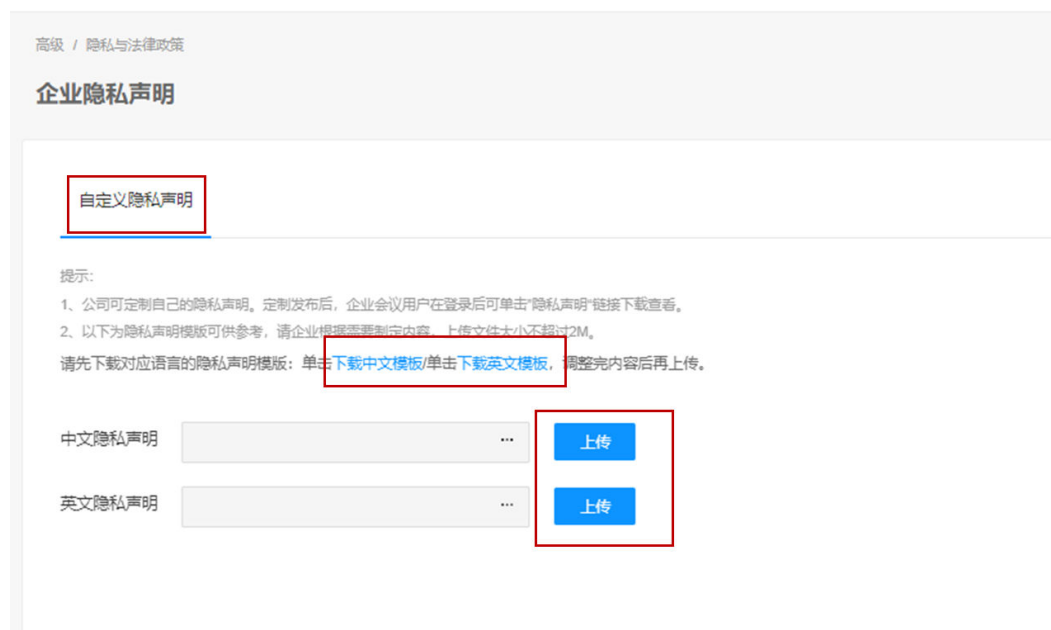 高级 / 隐私与法律政策
企业隐私声明
自定义隐私声明
提示:
1、公司可定制自己的隐私声明。定制发布后，企业会议用户在登录后可单击"隐私声明"链接下载查看。
2、以下为隐私声明模版可供参考，请企业根据需要制定内容，上传文件大小不超过2M。
请先下载对应语言的隐私声明模版：单击下载中文模板/单击下载英文模板，调整完内容后再上传。
中文隐私声明 ... 上传
英文隐私声明 ... 上传